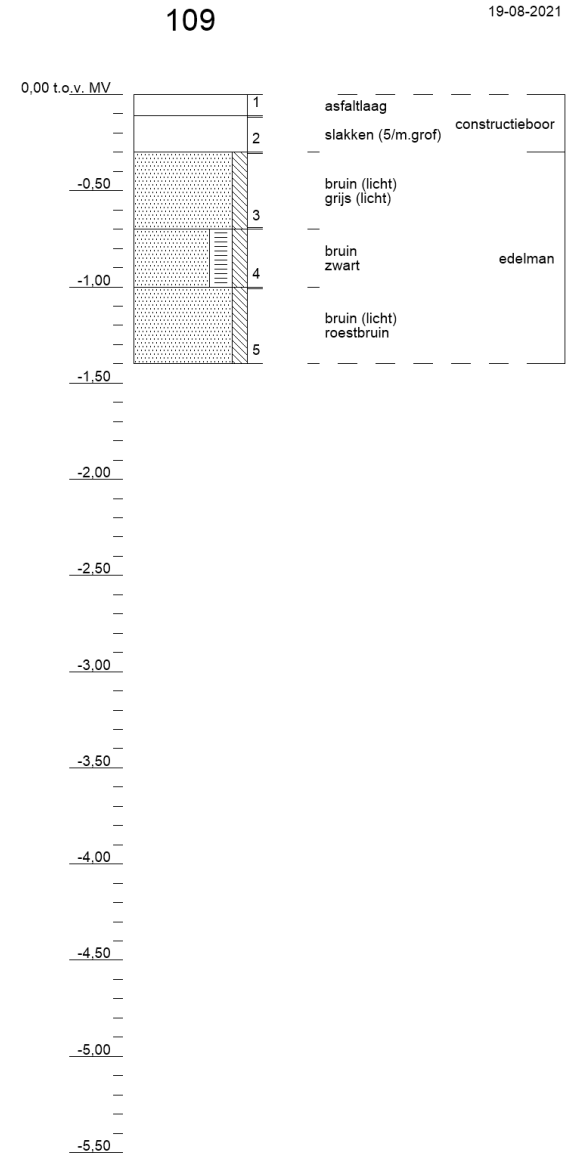 109
19-08-2021
0,00 t.o.v. MV
1
asfaltlaag
constructieboor
2
slakken (5/m.grof)
-0,50
bruin (licht)
grijs (licht)
3
bruin
zwart
edelman
4
-1,00
bruin (licht)
roestbruin
5
-1,50
-2,00
-2,50
-3,00
-3,50
-4,00
-4,50
-5,00
-5,50